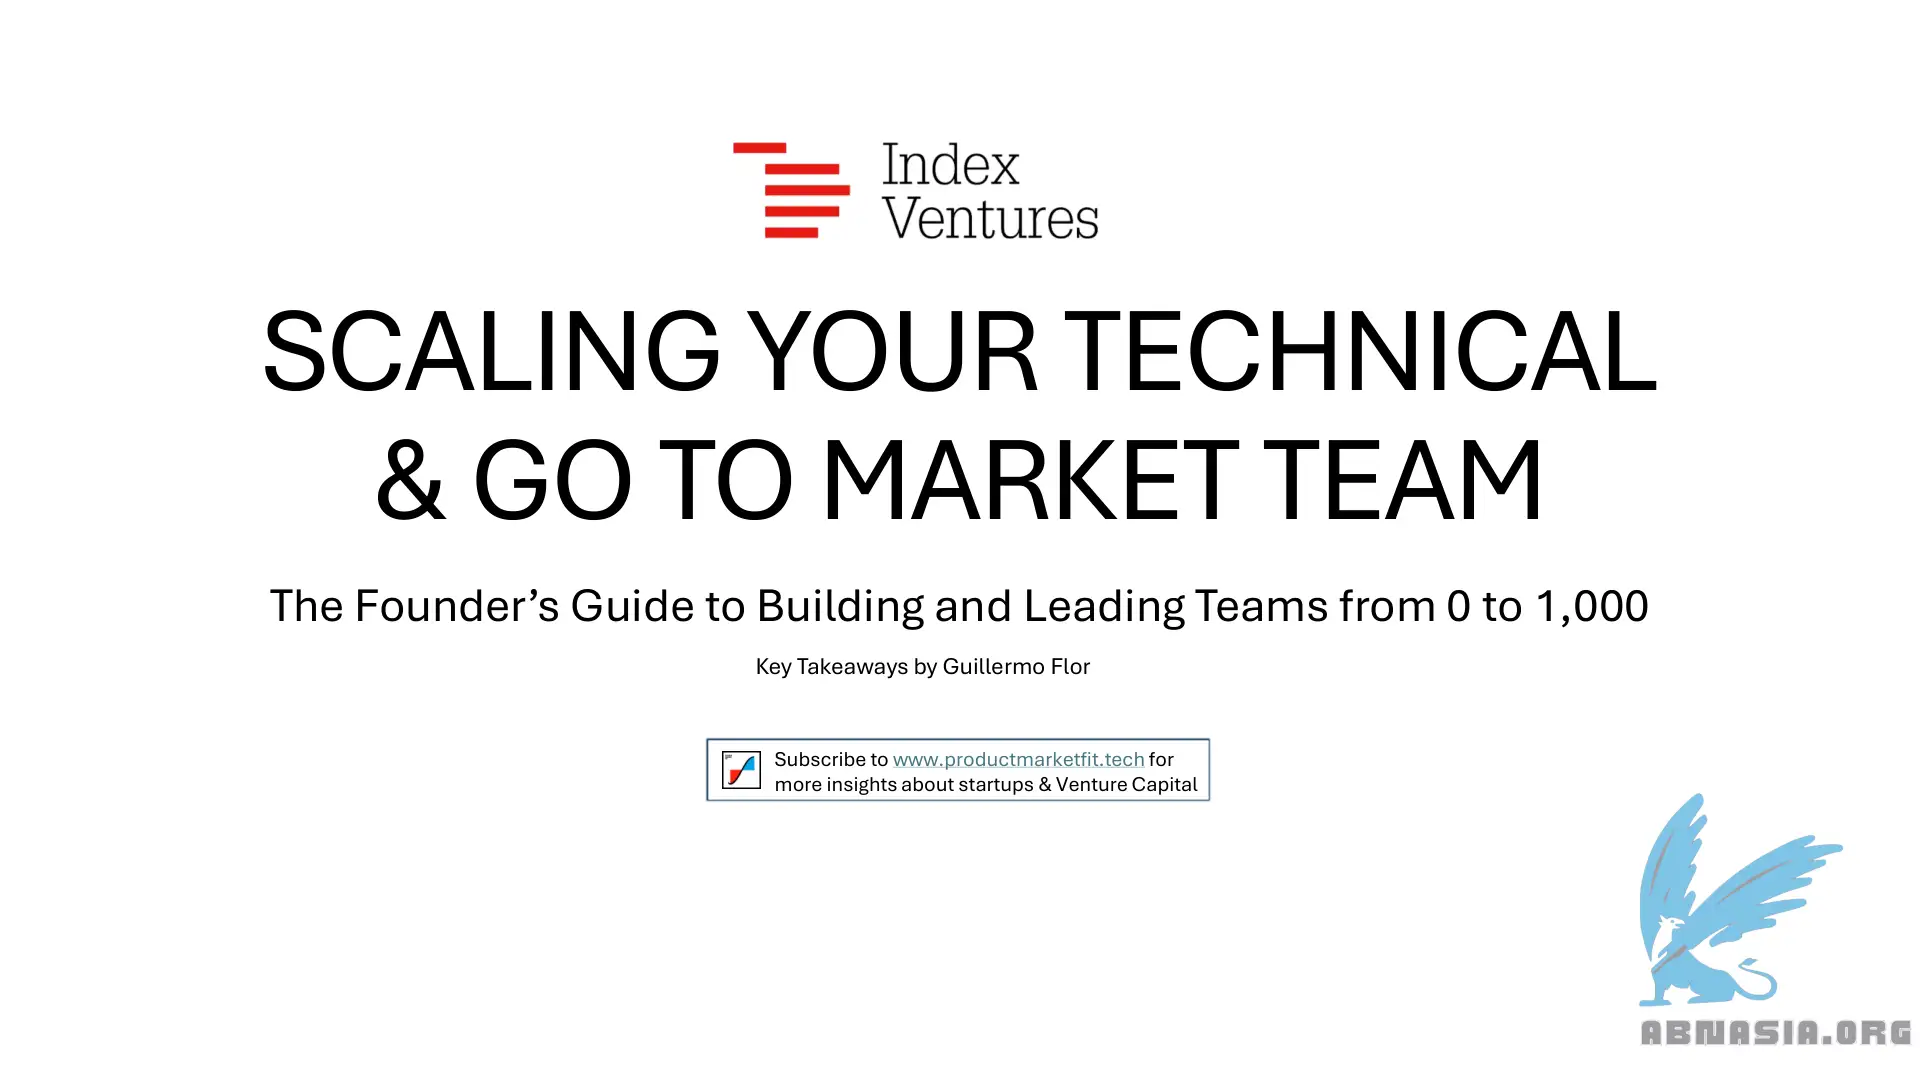 Index
Ventures
SCALING YOUR TECHNICAL
& GO TO MARKET TEAM
The Founder’s Guide to Building and Leading Teams from 0 to 1,000
Key Takeaways by Guillermo Flor
Subscribe to www.productmarketfit.tech for
more insights about startups & Venture Capital
ABNASIA.ORG